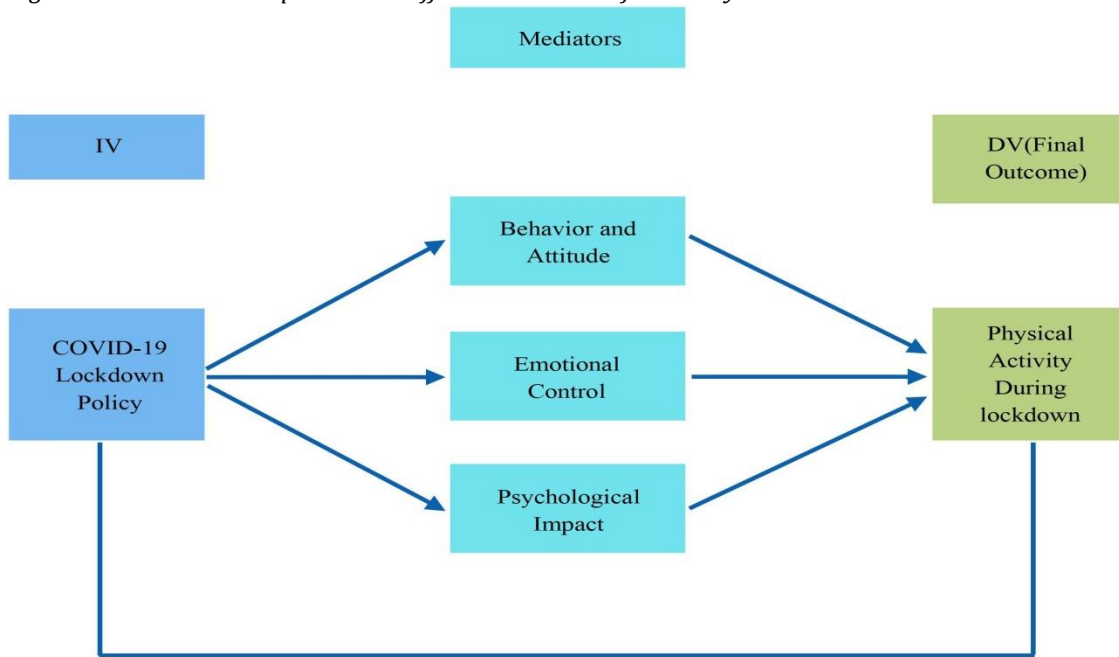 Mediators
IV
DV(Final
Outcome)
Behavior and
Attitude
COVID-19
Lockdown
Policy
Emotional
Control
Physical
Activity
During
lockdown
Psychological
Impact